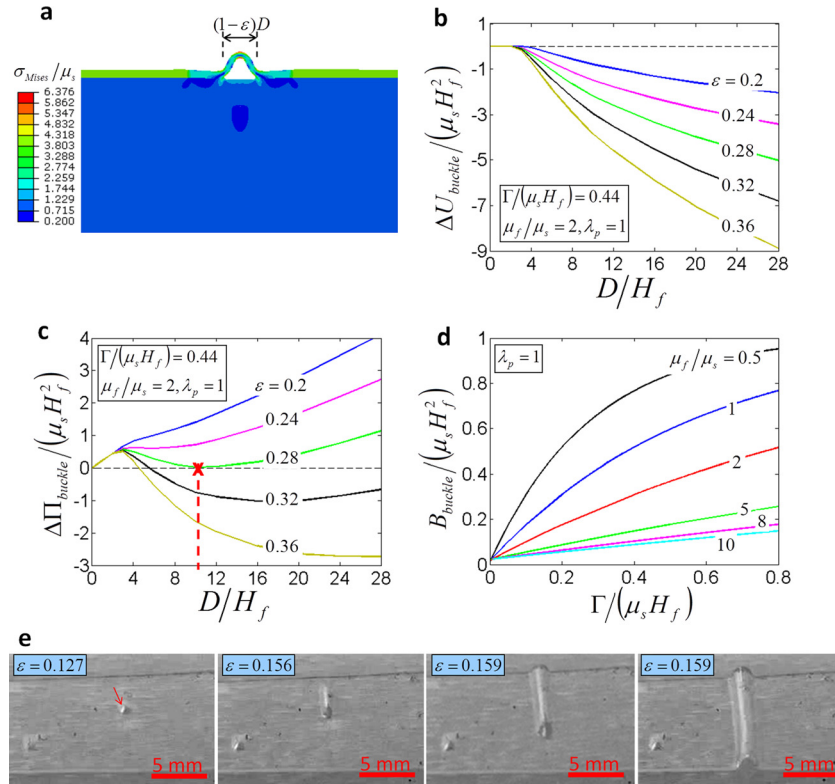 a
(1-ε)D
σ_Mises/μ_s
6.376
5.862
5.347
4.832
4.318
3.803
3.288
2.774
2.259
1.744
1.229
0.715
0.200
b
ΔU_buckle/(μ_s H_f^2)
1
-1
-3
-5
-7
-9
ε = 0.2
0.24
0.28
0.32
0.36
Γ/(μ_s H_f) = 0.44
μ_f/μ_s = 2, λ_p = 1
0 4 8 12 16 20 24 28
D/H_f
c
ΔΠ_buckle/(μ_s H_f^2)
4
3
2
1
0
-1
-2
-3
Γ/(μ_s H_f) = 0.44
μ_f/μ_s = 2, λ_p = 1
ε = 0.2
0.24
0.28
0.32
0.36
0 4 8 12 16 20 24 28
D/H_f
d
B_buckle/(μ_s H_f^2)
1
0.8
0.6
0.4
0.2
0
λ_p = 1
μ_f/μ_s = 0.5
1
2
5
8
10
0 0.2 0.4 0.6 0.8
Γ/(μ_s H_f)
e
ε = 0.127
5 mm
ε = 0.156
5 mm
ε = 0.159
5 mm
ε = 0.159
5 mm